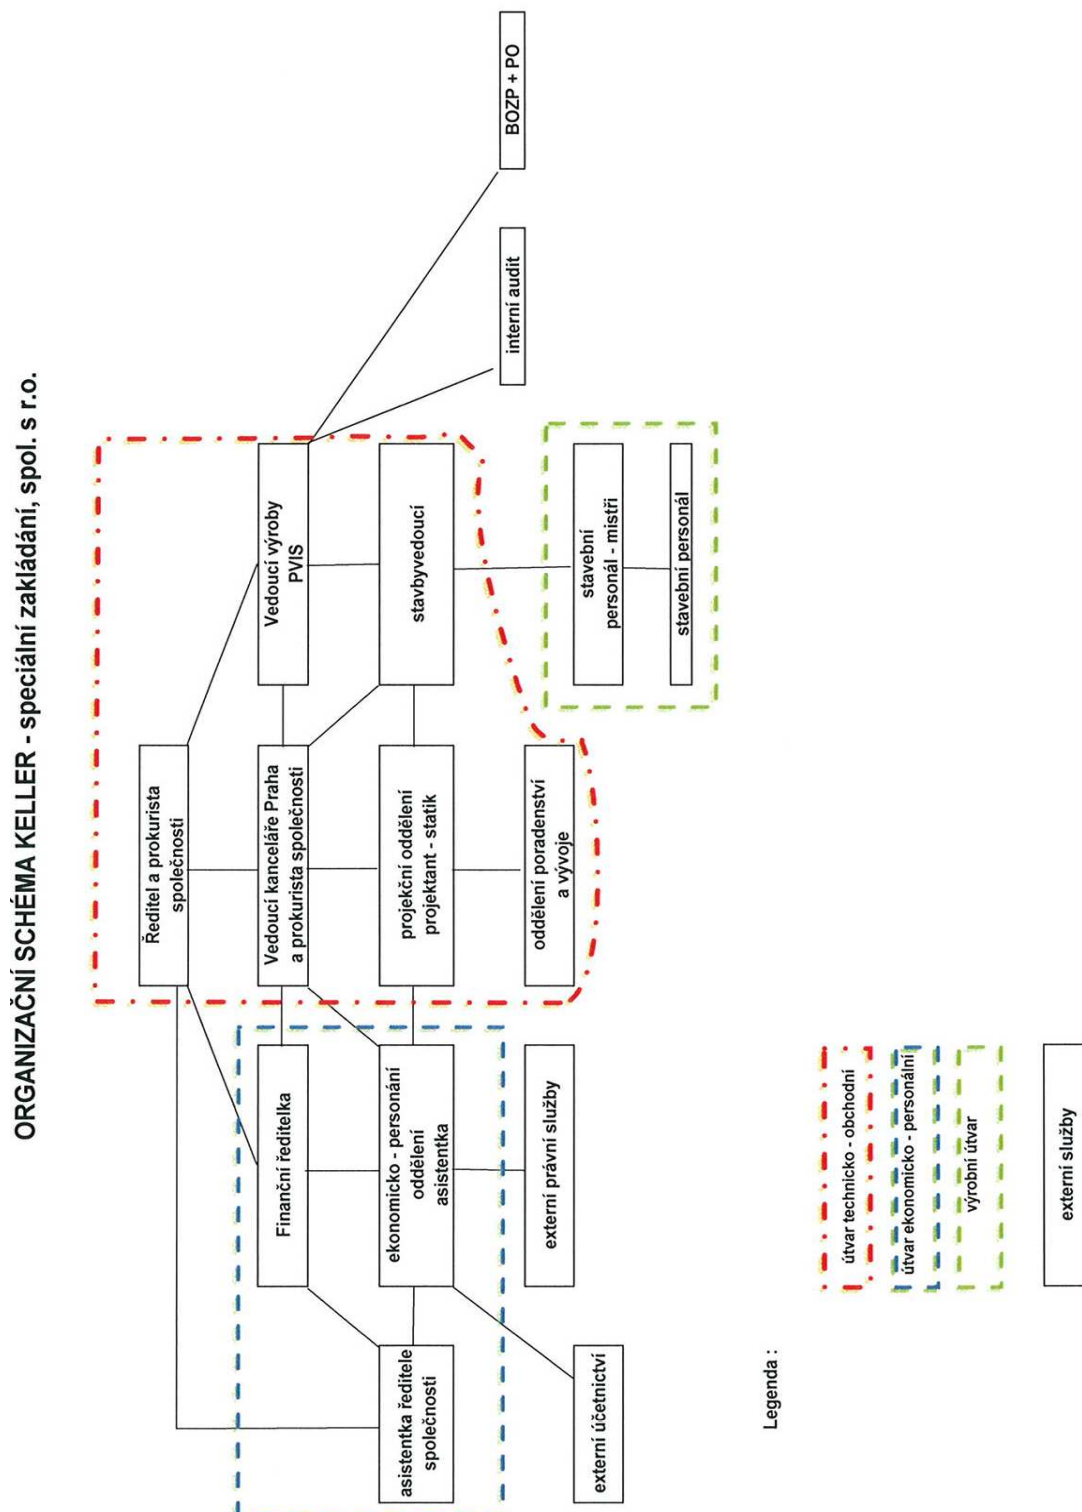 ORGANIZAČNÍ SCHÉMA KELLER - speciální zakládání, spol. s r.o.
Ředitel a prokurista
společnosti
Finanční ředitelka
Vedoucí kanceláře Praha
a prokurista společnosti
Vedoucí výroby
PVIS
asistentka ředitele
společnosti
ekonomicko - personání
oddělení
asistentka
projekční oddělení
projektant - statik
stavbyvedoucí
externí právní služby
oddělení poradenství
a vývoje
interní audit
BOZP + PO
externí účetnictví
stavební
personál - mistři
stavební personál
Legenda :
útvar technicko - obchodní
útvar ekonomicko - personální
výrobní útvar
externí služby